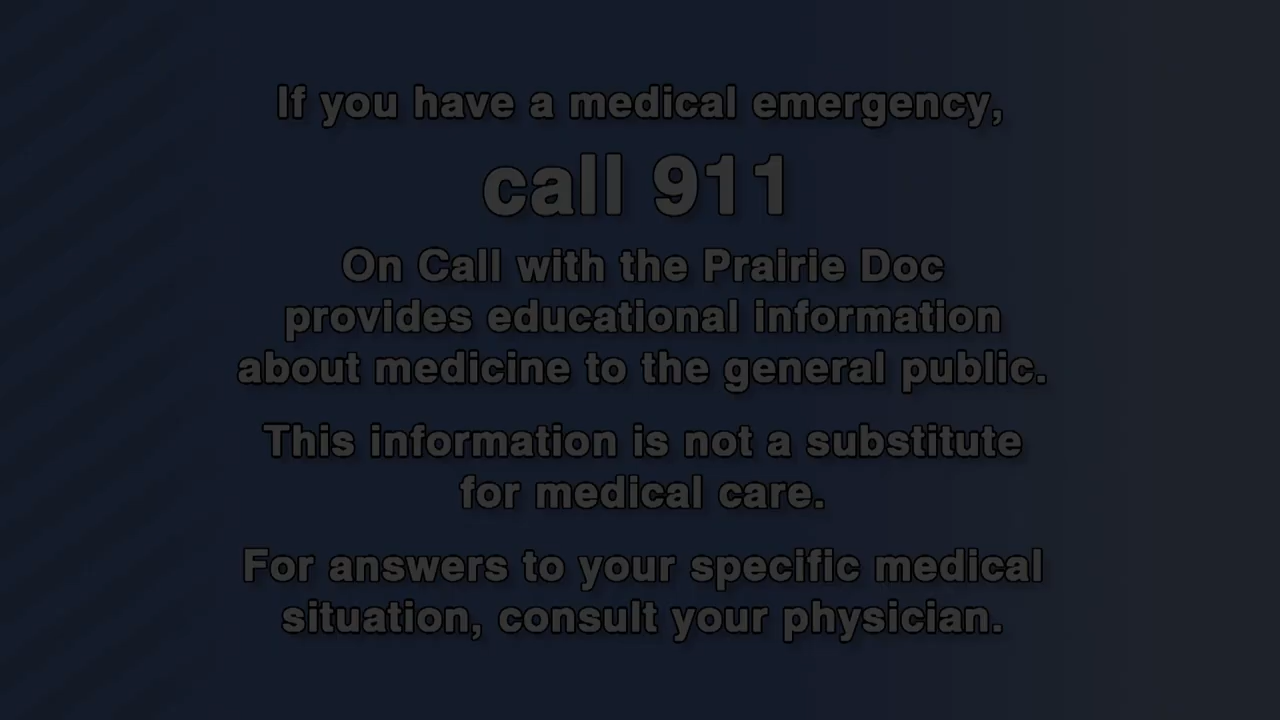 If you have a medical emergency,
call 911
On Call with the Prairie Doc
provides educational information
about medicine to the general public.
This information is not a substitute
for medical care.
For answers to your specific medical
situation, consult your physician.